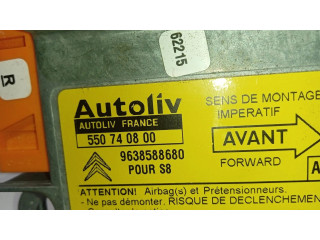 62215
R
Autoliv
AUTOLIV FRANCE
550 74 08 00
9638588680
POUR S8
SENS DE MONTAGE
IMPERATIF
AVANT
FORWARD
A
ATTENTION! Airbag(s) et Prétensionneurs.
- Ne pas démonter. RISQUE DE DECLENCHEM